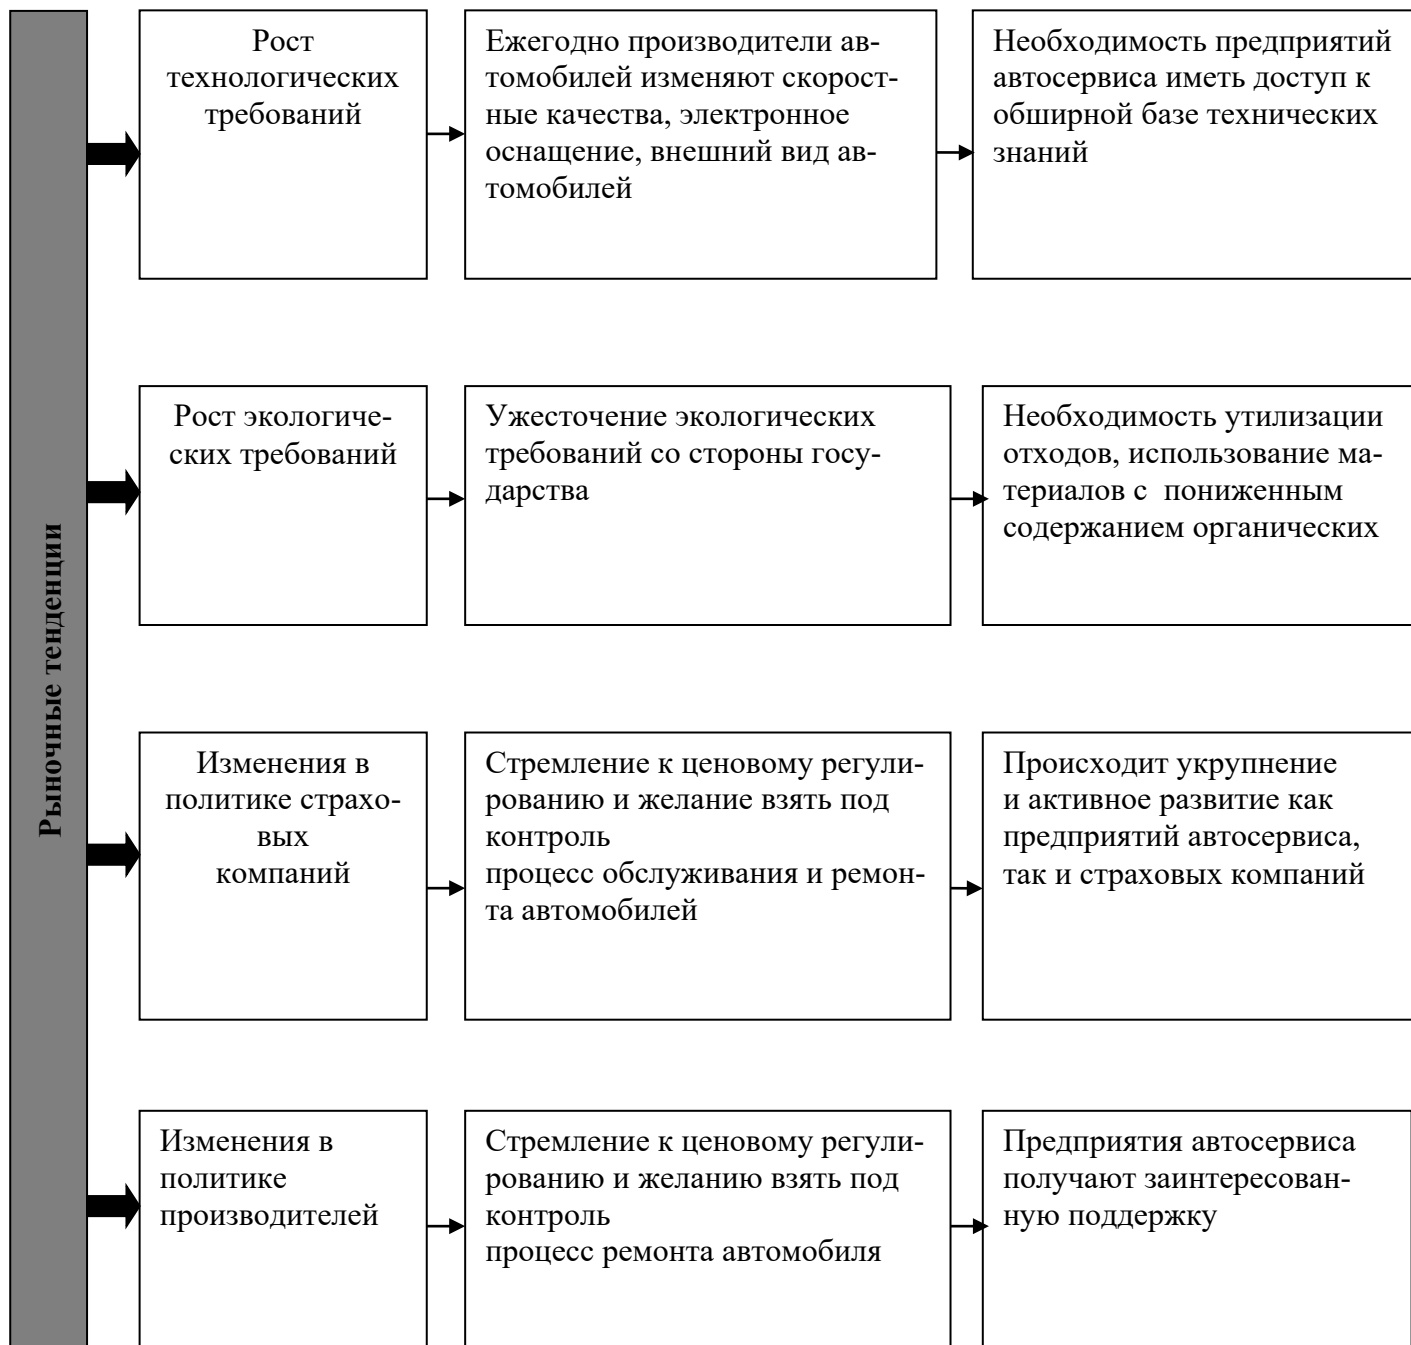 Рыночные тенденции
Рост
технологических
требований
Ежегодно производители ав-
томобилей изменяют скорост-
ные качества, электронное
оснащение, внешний вид ав-
томобилей
Необходимость предприятий
автосервиса иметь доступ к
обширной базе технических
знаний
Рост экологиче-
ских требований
Ужесточение экологических
требований со стороны госу-
дарства
Необходимость утилизации
отходов, использование ма-
териалов с  пониженным
содержанием органических
Изменения в
политике страхо-
вых
компаний
Стремление к ценовому регули-
рованию и желание взять под
контроль
процесс обслуживания и ремон-
та автомобилей
Происходит укрупнение
и активное развитие как
предприятий автосервиса,
так и страховых компаний
Изменения в
политике
производителей
Стремление к ценовому регули-
рованию и желанию взять под
контроль
процесс ремонта автомобиля
Предприятия автосервиса
получают заинтересован-
ную поддержку